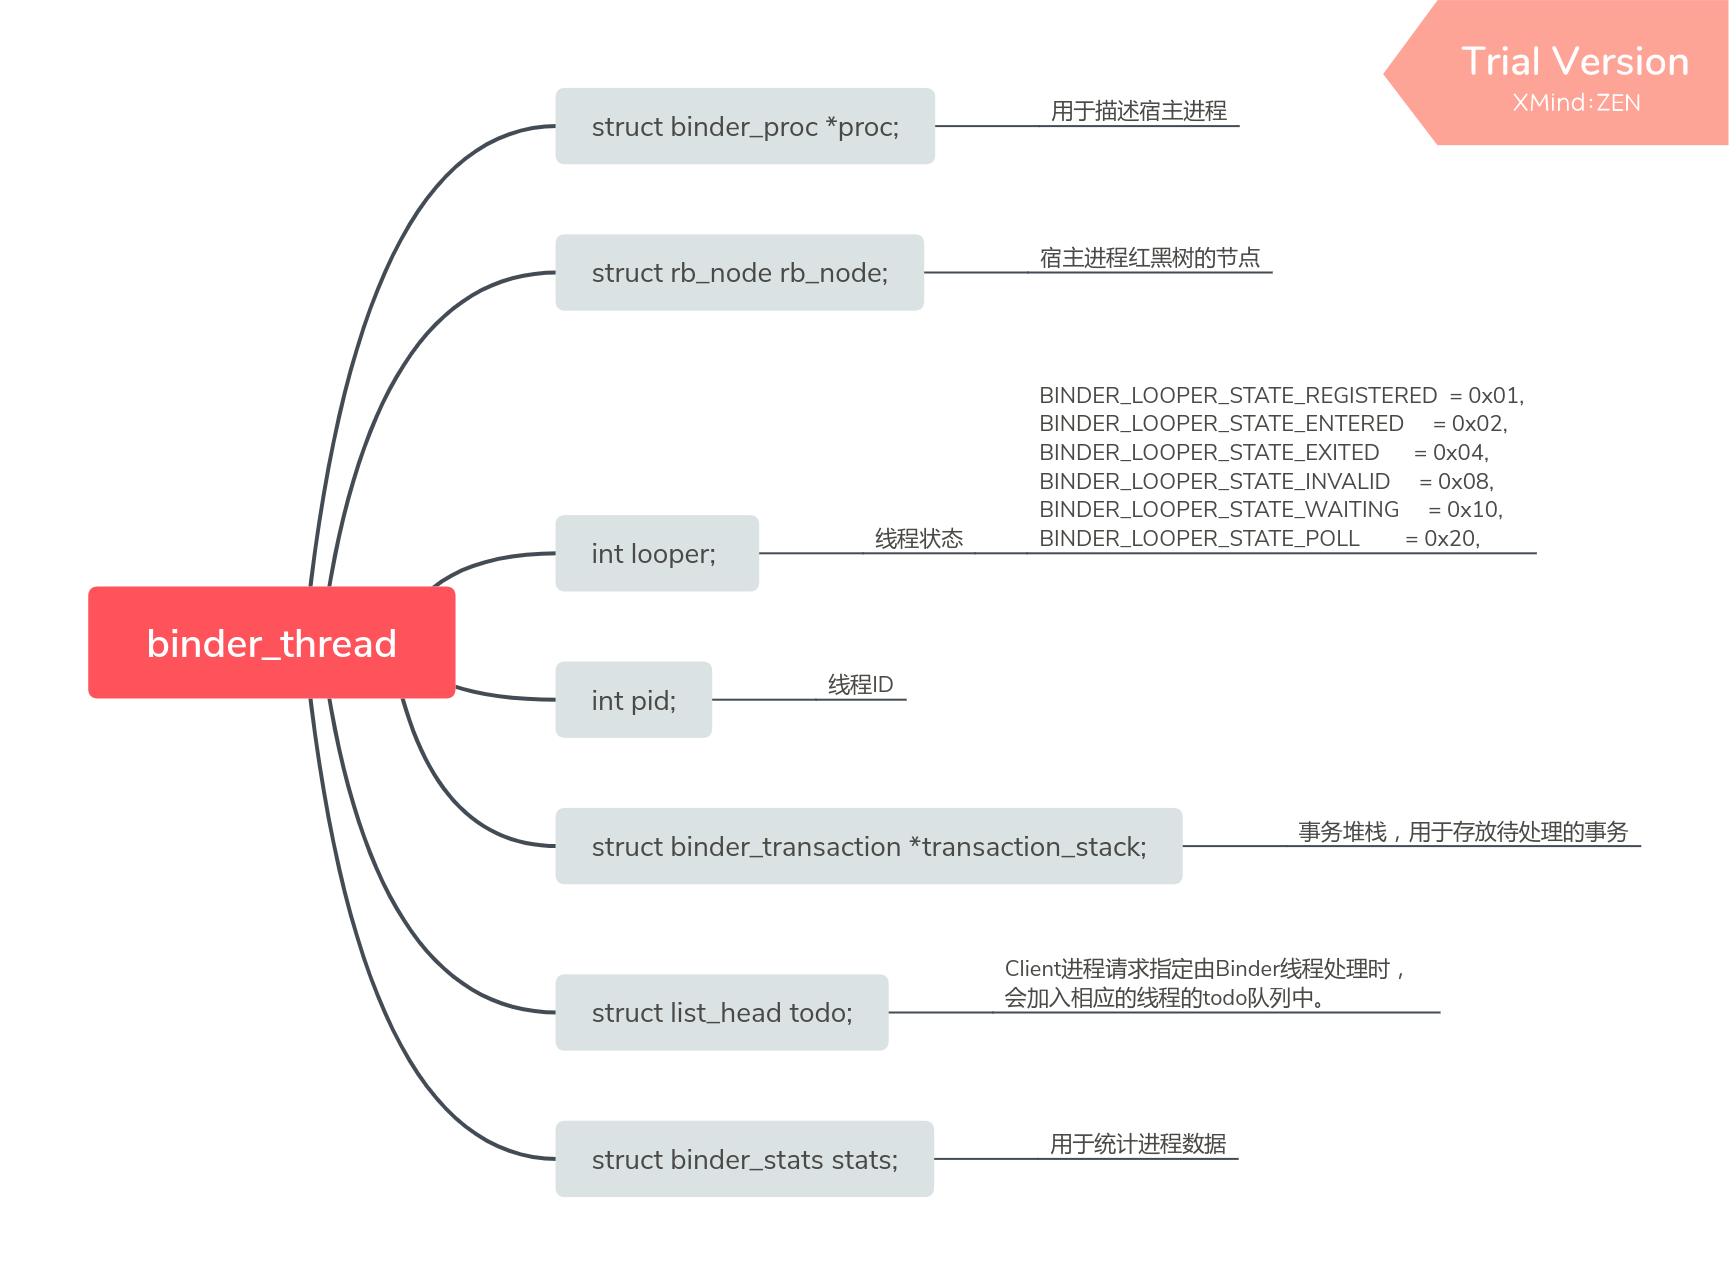 Trial Version
XMind:ZEN
struct binder_proc *proc;
用于描述宿主进程
struct rb_node rb_node;
宿主进程红黑树的节点
BINDER_LOOPER_STATE_REGISTERED = 0x01,
BINDER_LOOPER_STATE_ENTERED = 0x02,
BINDER_LOOPER_STATE_EXITED = 0x04,
BINDER_LOOPER_STATE_INVALID = 0x08,
BINDER_LOOPER_STATE_WAITING = 0x10,
BINDER_LOOPER_STATE_POLL = 0x20,
int looper;
线程状态
binder_thread
int pid;
线程ID
struct binder_transaction *transaction_stack;
事务堆栈，用于存放待处理的事务
struct list_head todo;
Client进程请求指定由Binder线程处理时，
会加入相应的线程的todo队列中。
struct binder_stats stats;
用于统计进程数据